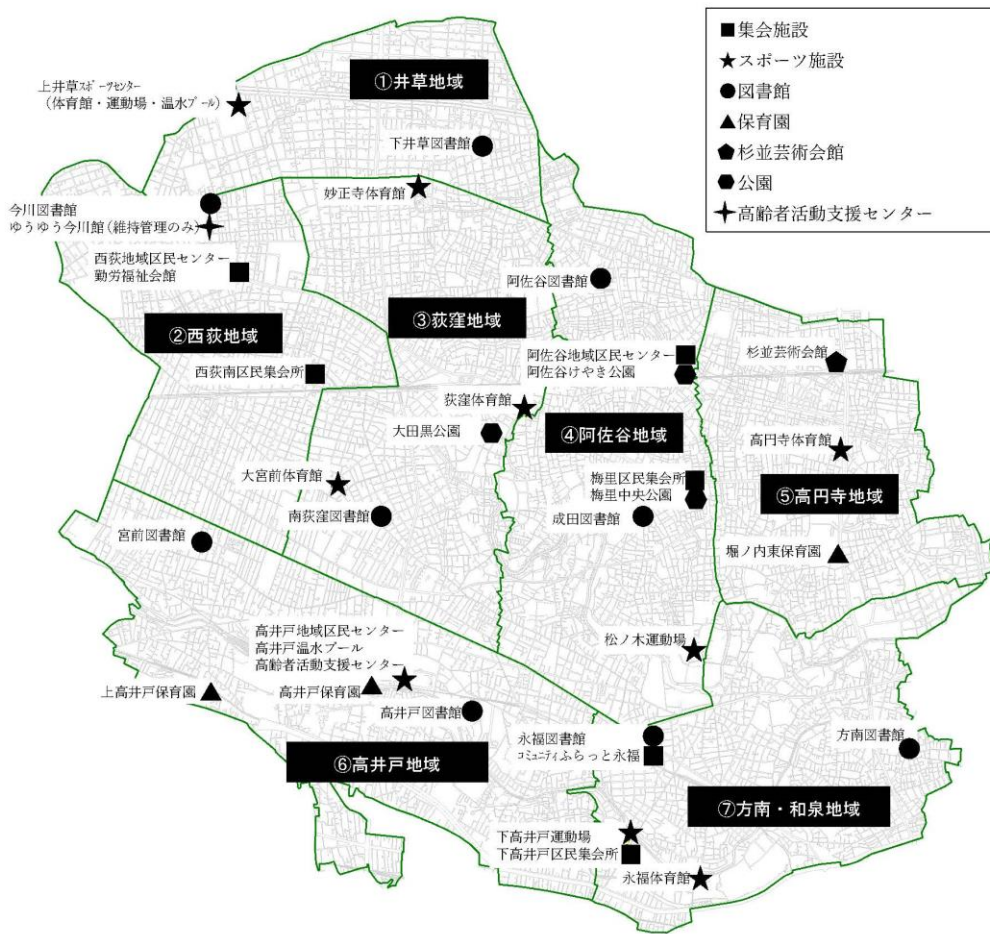 ■ 集会施設
★ スポーツ施設
● 図書館
▲ 保育園
⬟ 杉並芸術会館
⬢ 公園
✦ 高齢者活動支援センター
①井草地域
上井草スポーツセンター
(体育館・運動場・温水プール)
下井草図書館
妙正寺体育館
今川図書館
ゆうゆう今川館(維持管理のみ)
西荻地域区民センター
勤労福祉会館
阿佐谷図書館
③荻窪地域
②西荻地域
阿佐谷地域区民センター
阿佐谷けやき公園
杉並芸術会館
西荻南区民集会所
荻窪体育館
大田黒公園
④阿佐谷地域
高円寺体育館
大宮前体育館
梅里区民集会所
梅里中央公園
⑤高円寺地域
南荻窪図書館
成田図書館
宮前図書館
堀ノ内東保育園
高井戸地域区民センター
高井戸温水プール
高齢者活動支援センター
松ノ木運動場
上高井戸保育園
高井戸保育園
高井戸図書館
永福図書館
コミュニティふらっと永福
方南図書館
⑥高井戸地域
⑦方南・和泉地域
下高井戸運動場
下高井戸区民集会所
永福体育館